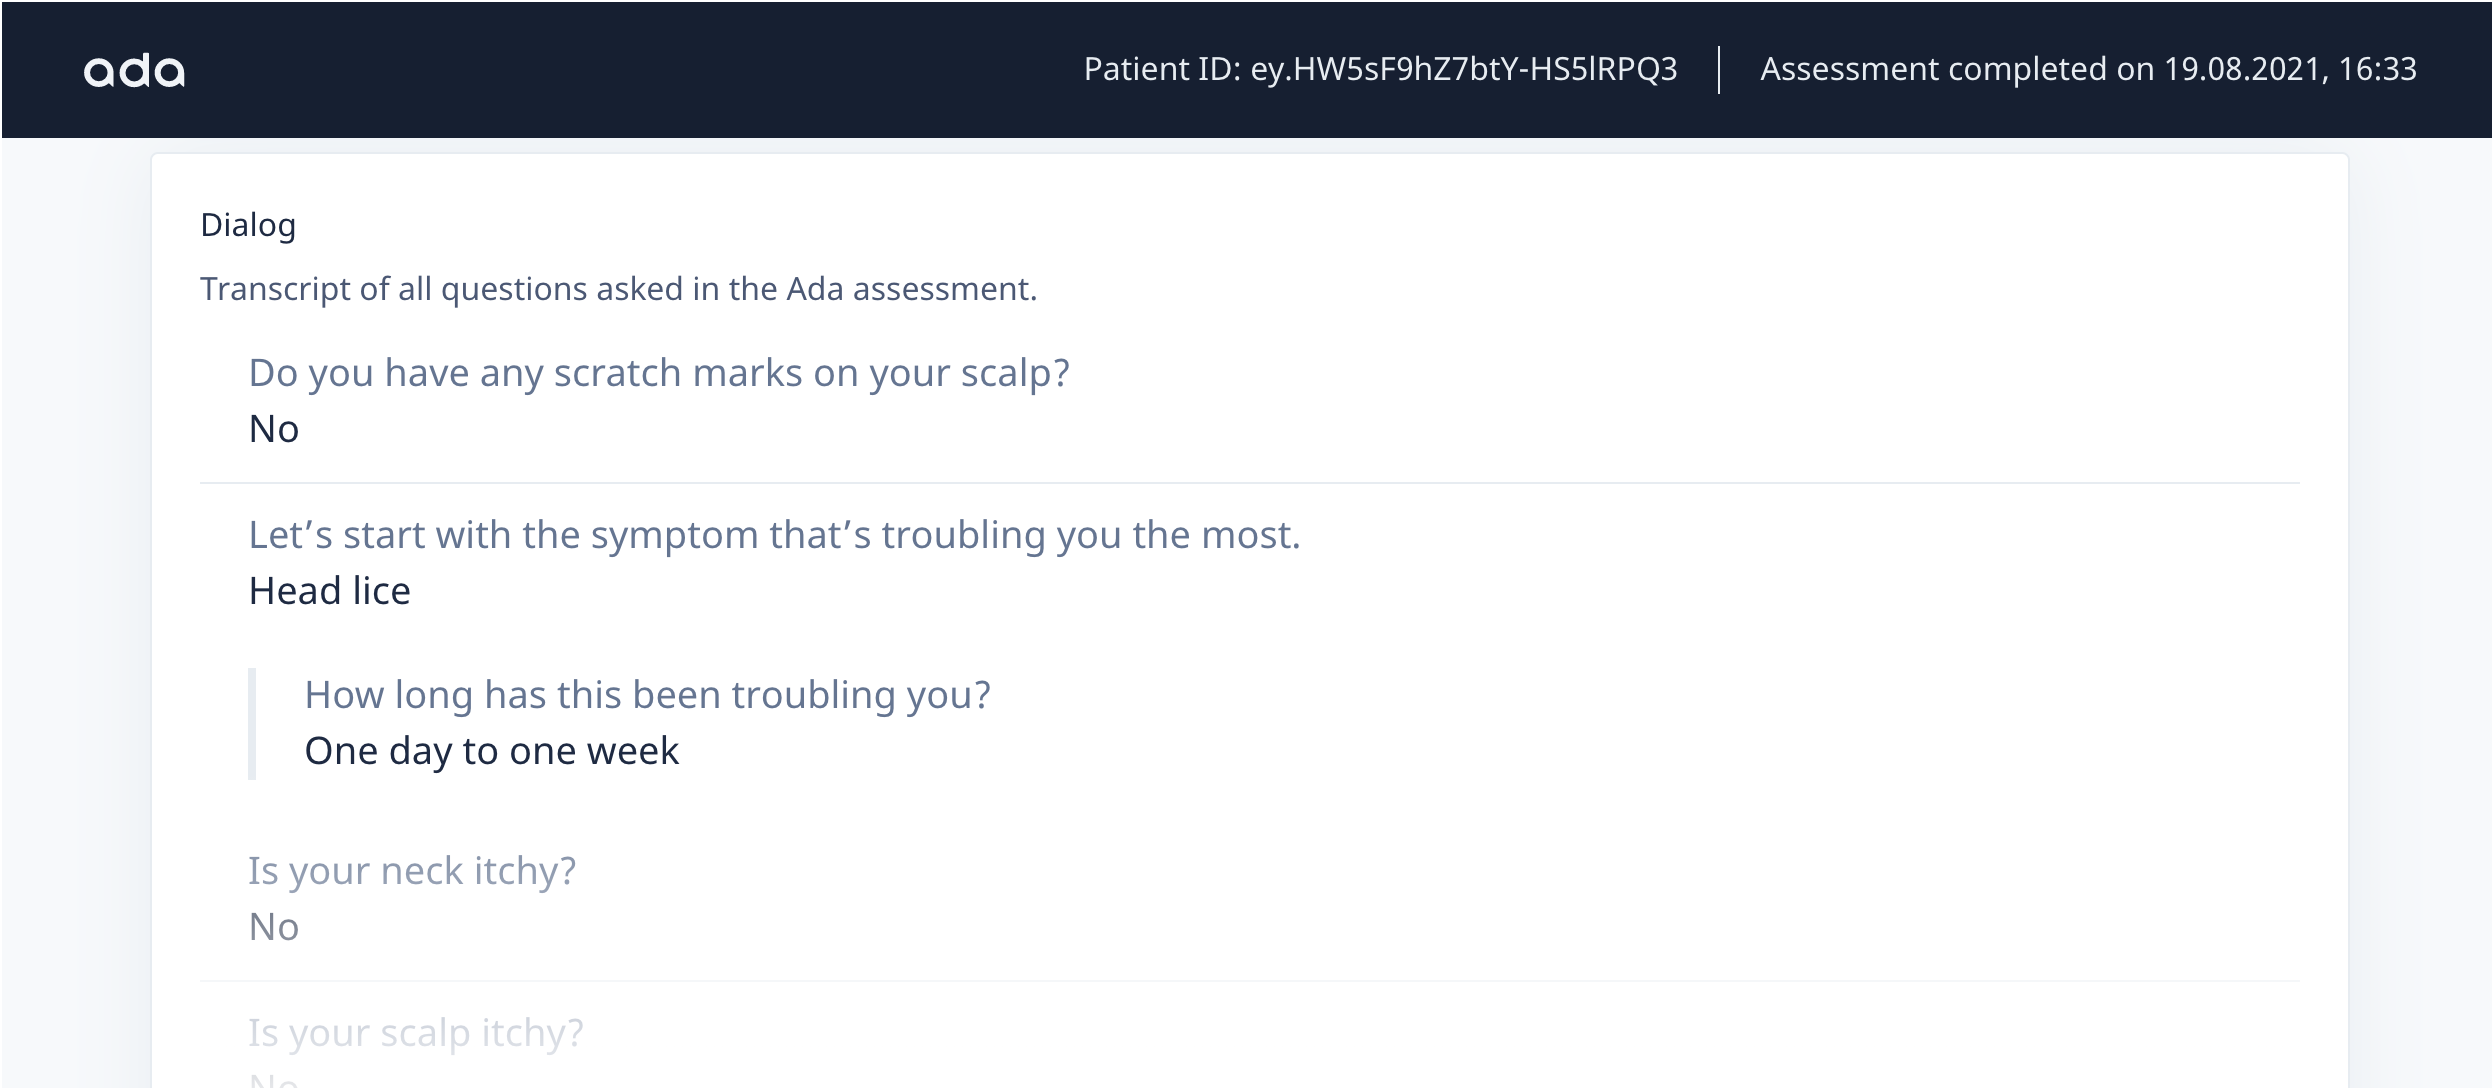 ada
Patient ID: ey.HW5sF9hZ7btY-HS5lRPQ3
Assessment completed on 19.08.2021, 16:33
Dialog
Transcript of all questions asked in the Ada assessment.
Do you have any scratch marks on your scalp?
No
Let’s start with the symptom that’s troubling you the most.
Head lice
How long has this been troubling you?
One day to one week
Is your neck itchy?
No
Is your scalp itchy?
No